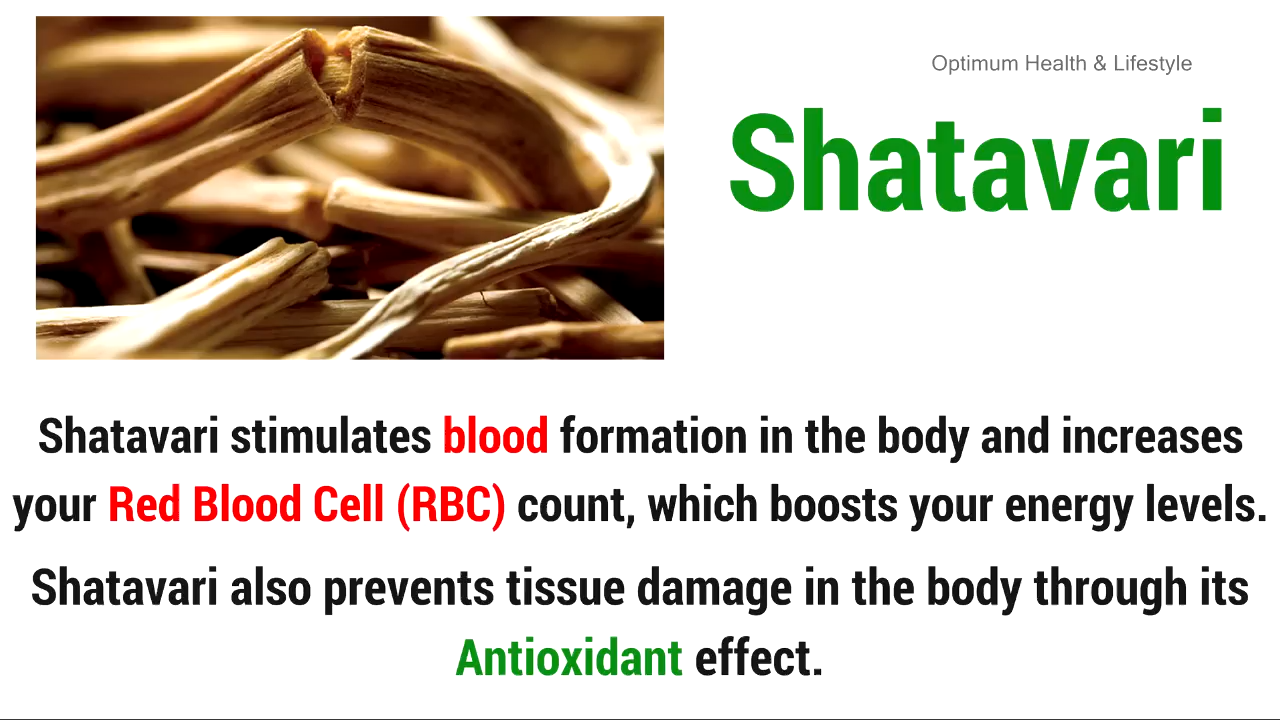 Optimum Health & Lifestyle
Shatavari
Shatavari stimulates blood formation in the body and increases
your Red Blood Cell (RBC) count, which boosts your energy levels.
Shatavari also prevents tissue damage in the body through its
Antioxidant effect.